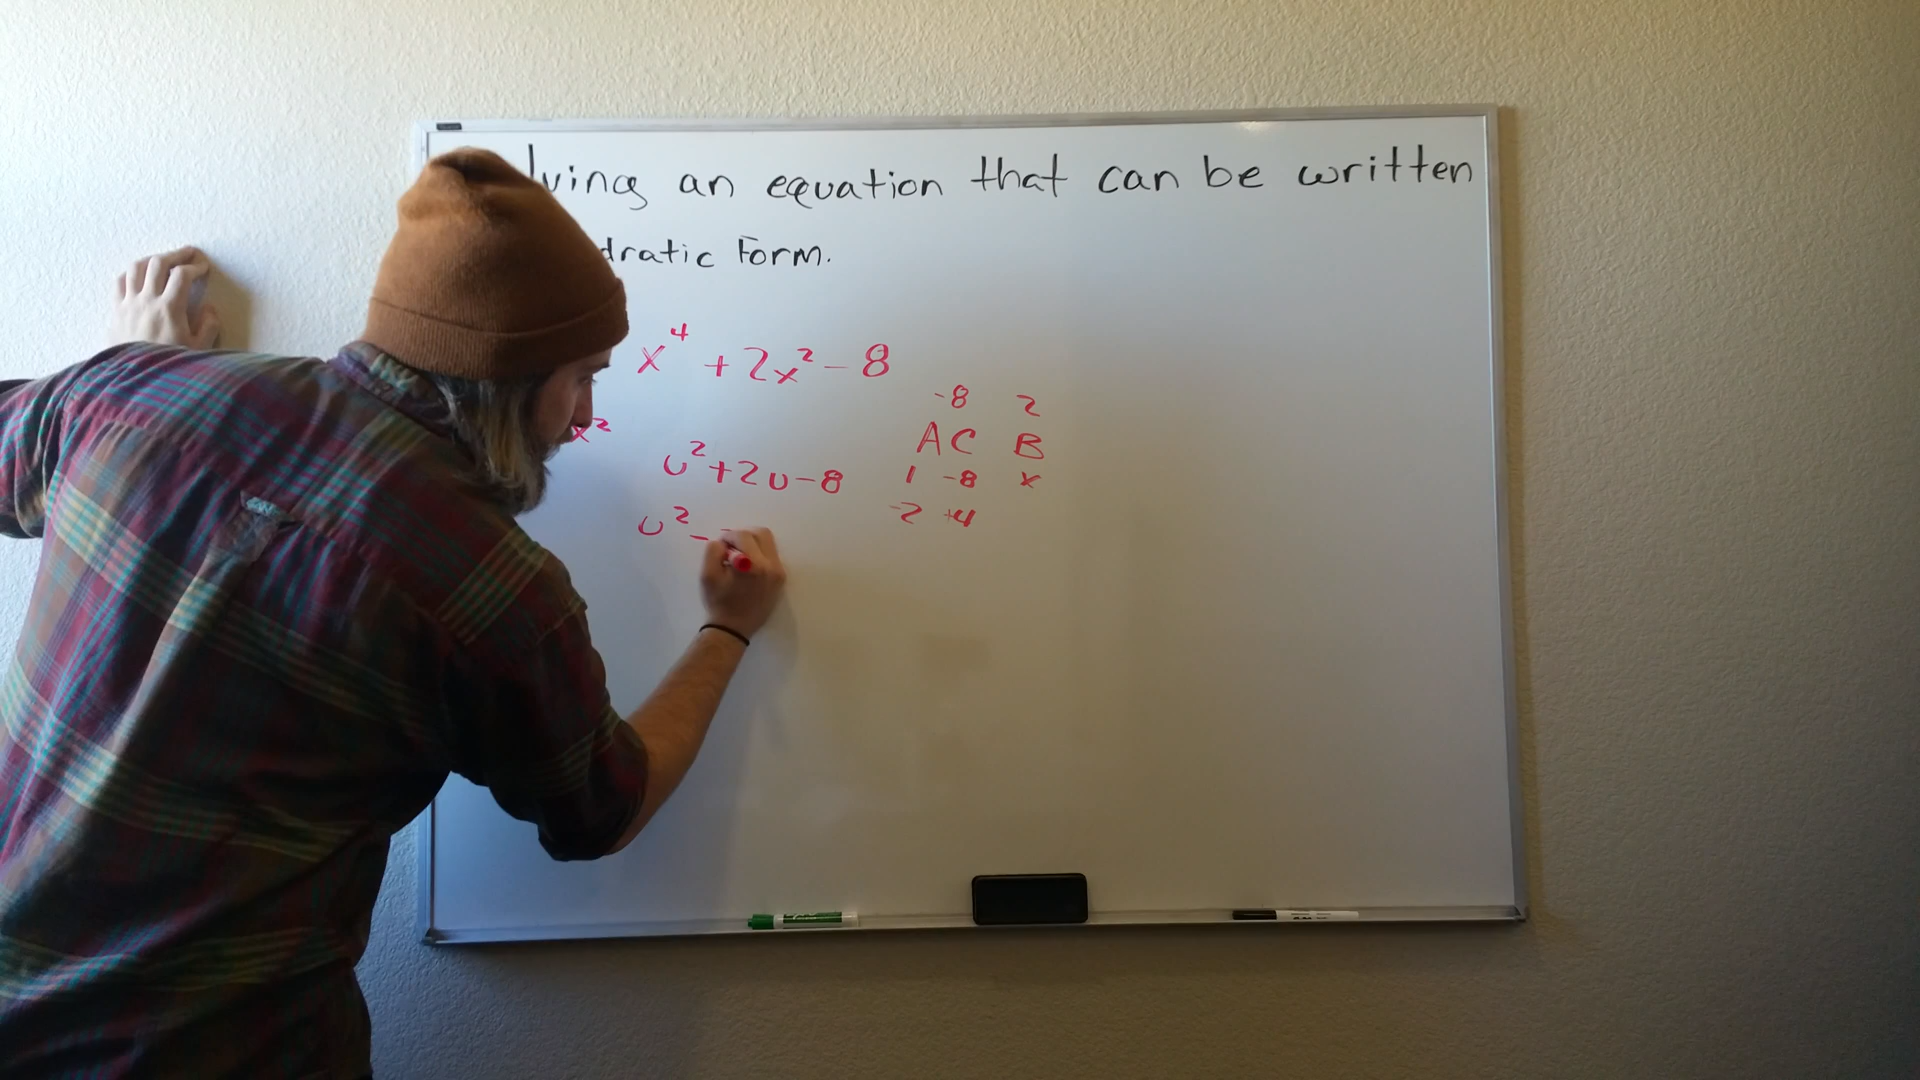 lving an equation that can be written
dratic Form.
x⁴ + 2x² - 8
-8 2
x²
AC B
u² + 2u - 8
1 -8 x
-2 +4
u² -